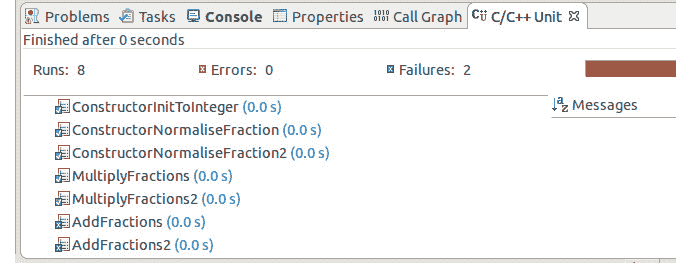 Problems Tasks Console Properties Call Graph C/C++ Unit
Finished after 0 seconds
Runs: 8 Errors: 0 Failures: 2
ConstructorInitToInteger (0.0 s)
Messages
ConstructorNormaliseFraction (0.0 s)
ConstructorNormaliseFraction2 (0.0 s)
MultiplyFractions (0.0 s)
MultiplyFractions2 (0.0 s)
AddFractions (0.0 s)
AddFractions2 (0.0 s)